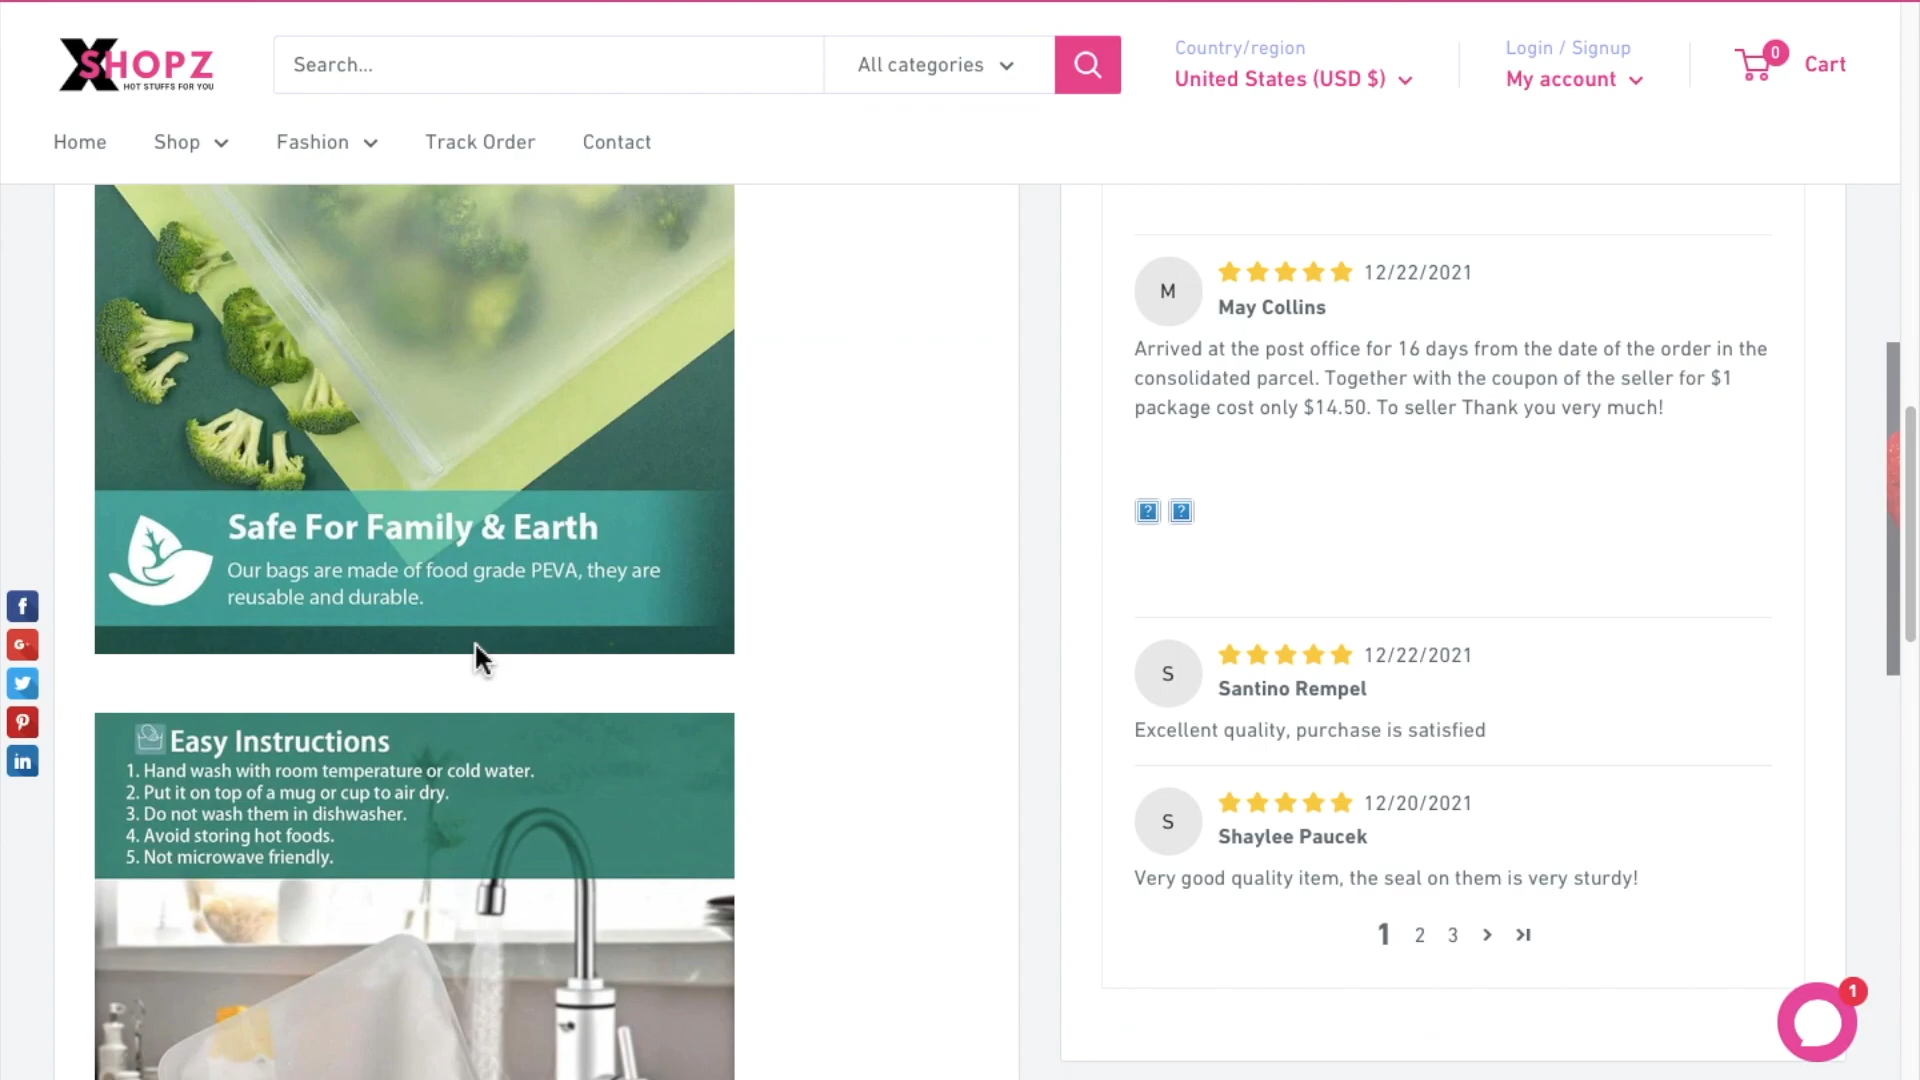 XSHOPZ
HOT STUFFS FOR YOU
Search...
All categories
Country/region
United States (USD $)
Login / Signup
My account
0
Cart
Home
Shop
Fashion
Track Order
Contact
Safe For Family & Earth
Our bags are made of food grade PEVA, they are
reusable and durable.
Easy Instructions
1. Hand wash with room temperature or cold water.
2. Put it on top of a mug or cup to air dry.
3. Do not wash them in dishwasher.
4. Avoid storing hot foods.
5. Not microwave friendly.
f
G+
in
M
12/22/2021
May Collins
Arrived at the post office for 16 days from the date of the order in the
consolidated parcel. Together with the coupon of the seller for $1
package cost only $14.50. To seller Thank you very much!
? ?
S
12/22/2021
Santino Rempel
Excellent quality, purchase is satisfied
S
12/20/2021
Shaylee Paucek
Very good quality item, the seal on them is very sturdy!
1 2 3
1